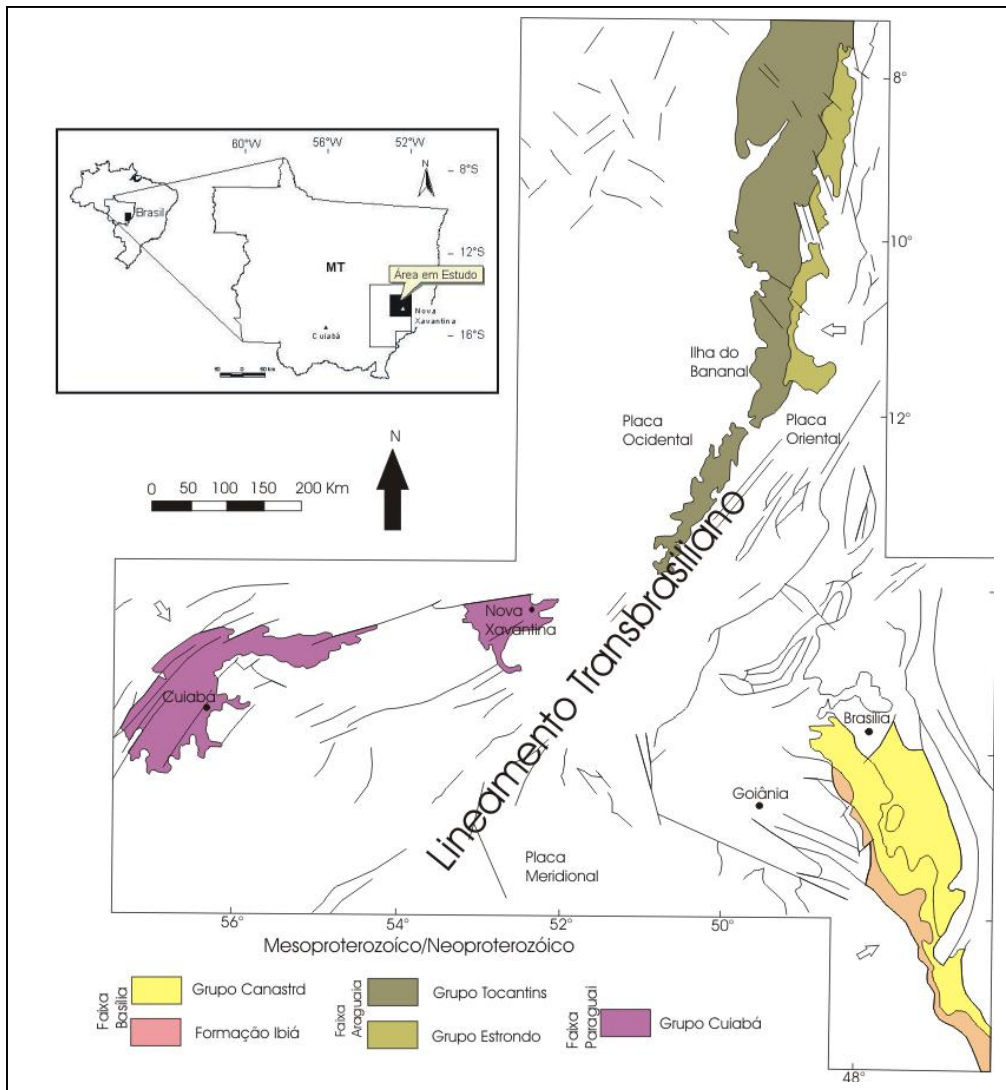 60°W
56°W
52°W
N
8°S
Brasil
12°S
MT
Área em Estudo
Nova
Xavantina
Cuiabá
16°S
8°
10°
Ilha do
Bananal
12°
Placa
Ocidental
Placa
Oriental
N
0 50 100 150 200 Km
Lineamento Transbrasiliano
Nova
Xavantina
Cuiabá
Brasília
Goiânia
Placa
Meridional
56°
54°
52°
50°
48°
Mesoproterozoíco/Neoproterozóico
Faixa
Basília
Grupo Canastrd
Formação Ibiá
Faixa
Araguaia
Grupo Tocantins
Grupo Estrondo
Faixa
Paraguai
Grupo Cuiabá